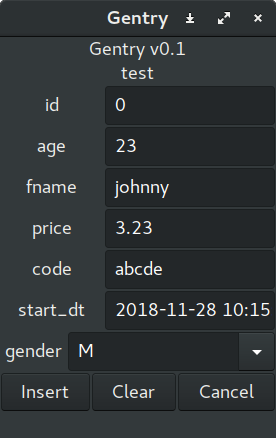 Gentry
Gentry v0.1
test
id 0
age 23
fname johnny
price 3.23
code abcde
start_dt 2018-11-28 10:15
gender M
Insert Clear Cancel